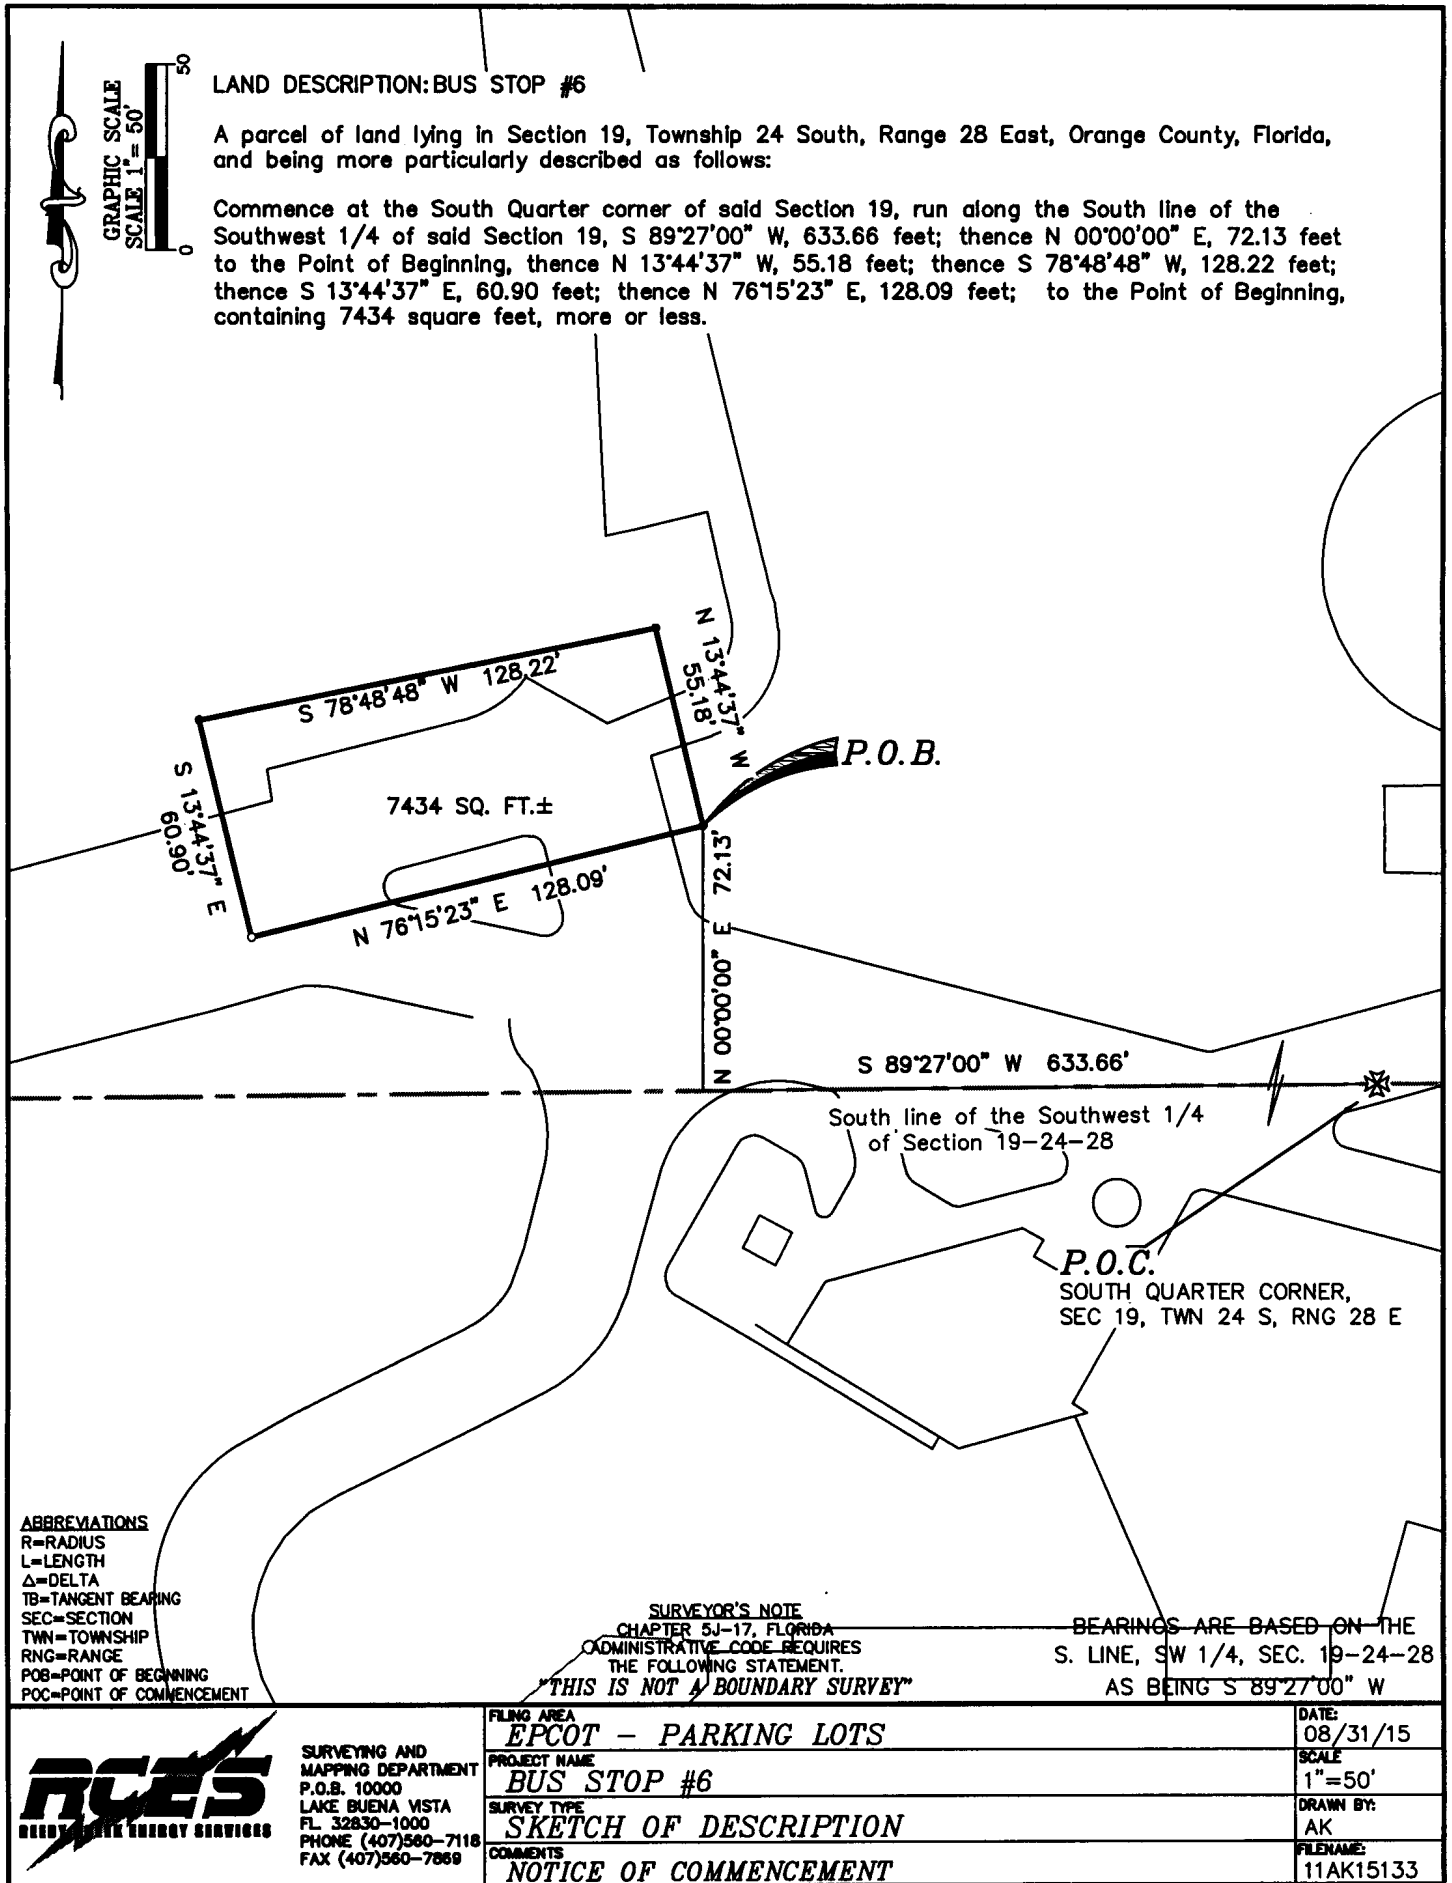 GRAPHIC SCALE
SCALE 1"= 50'
0
50
LAND DESCRIPTION: BUS STOP #6
A parcel of land lying in Section 19, Township 24 South, Range 28 East, Orange County, Florida,
and being more particularly described as follows:
Commence at the South Quarter corner of said Section 19, run along the South line of the
Southwest 1/4 of said Section 19, S 89°27'00" W, 633.66 feet; thence N 00°00'00" E, 72.13 feet
to the Point of Beginning, thence N 13°44'37" W, 55.18 feet; thence S 78°48'48" W, 128.22 feet;
thence S 13°44'37" E, 60.90 feet; thence N 76°15'23" E, 128.09 feet; to the Point of Beginning,
containing 7434 square feet, more or less.
N 13°44'37" W
55.18'
S 78°48'48" W 128.22'
P.O.B.
S 13°44'37" E
60.90'
7434 SQ. FT.±
N 76°15'23" E 128.09'
N 00°00'00" E 72.13'
S 89°27'00" W 633.66'
South line of the Southwest 1/4
of Section 19-24-28
P.O.C.
SOUTH QUARTER CORNER,
SEC 19, TWN 24 S, RNG 28 E
ABBREVIATIONS
R=RADIUS
L=LENGTH
Δ=DELTA
TB=TANGENT BEARING
SEC=SECTION
TWN=TOWNSHIP
RNG=RANGE
POB=POINT OF BEGINNING
POC=POINT OF COMMENCEMENT
SURVEYOR'S NOTE
CHAPTER 5J-17, FLORIDA
ADMINISTRATIVE CODE REQUIRES
THE FOLLOWING STATEMENT.
"THIS IS NOT A BOUNDARY SURVEY"
BEARINGS ARE BASED ON THE
S. LINE, SW 1/4, SEC. 19-24-28
AS BEING S 89°27'00" W
RCES
REEDY CREEK ENERGY SERVICES
SURVEYING AND
MAPPING DEPARTMENT
P.O.B. 10000
LAKE BUENA VISTA
FL 32830-1000
PHONE (407)560-7118
FAX (407)560-7869
FILING AREA
EPCOT - PARKING LOTS
PROJECT NAME
BUS STOP #6
SURVEY TYPE
SKETCH OF DESCRIPTION
COMMENTS
NOTICE OF COMMENCEMENT
DATE:
08/31/15
SCALE
1"=50'
DRAWN BY:
AK
FILENAME:
11AK15133